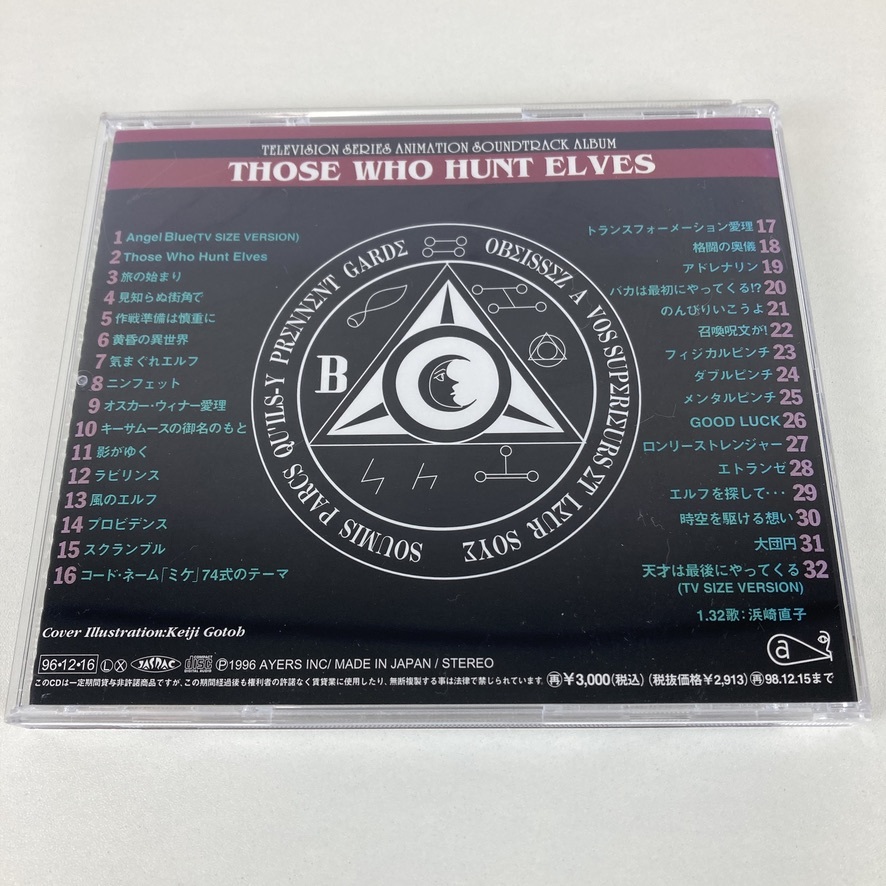 TELEVISION SERIES ANIMATION SOUNDTRACK ALBUM
THOSE WHO HUNT ELVES
1 Angel Blue(TV SIZE VERSION)
2 Those Who Hunt Elves
3 旅の始まり
4 見知らぬ街角で
5 作戦準備は慎重に
6 黄昏の異世界
7 気まぐれエルフ
8 ニンフェット
9 オスカー・ウィナー愛理
10 キーサムースの御名のもと
11 影がゆく
12 ラビリンス
13 風のエルフ
14 プロビデンス
15 スクランブル
16 コード・ネーム「ミケ」74式のテーマ
SOUMIS PARCS QU'ILS-Y PRΣNNΣNT GARDΣ
OBΣISSΣZ A VOS SUPΣRIΣURSΣT LΣUR SOYΣ
B
トランスフォーメーション愛理 17
格闘の奥儀 18
アドレナリン 19
バカは最初にやってくる!? 20
のんびりいこうよ 21
召喚呪文が! 22
フィジカルピンチ 23
ダブルピンチ 24
メンタルピンチ 25
GOOD LUCK 26
ロンリーストレンジャー 27
エトランゼ 28
エルフを探して・・・ 29
時空を駆ける想い 30
大団円 31
天才は最後にやってくる 32
(TV SIZE VERSION)
1.32歌：浜崎直子
Cover Illustration:Keiji Gotoh
a
96・12・16 Ⓛ Ⓧ JASRAC COMPACT disc DIGITAL AUDIO Ⓟ1996 AYERS INC/ MADE IN JAPAN / STEREO
このCDは一定期間貸与非許諾商品ですが、この期間経過後も権利者の許諾なく賃貸業に使用したり、無断複製する事は法律で禁じられています。 ㊢¥3,000(税込) (税抜価格¥2,913) 再98.12.15まで